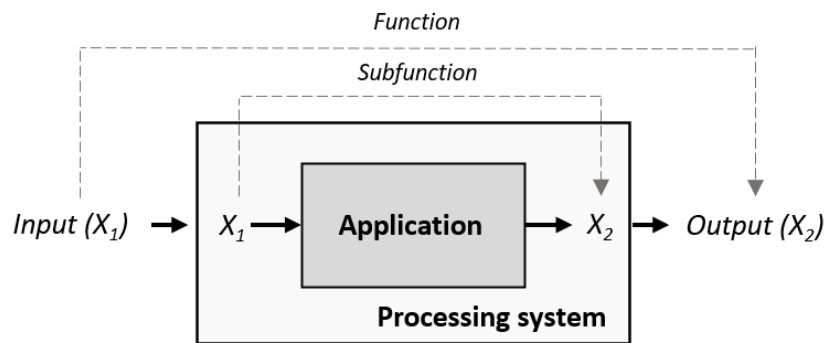 Function
Subfunction
Input (X₁) X₁ Application X₂ Output (X₂)
Processing system